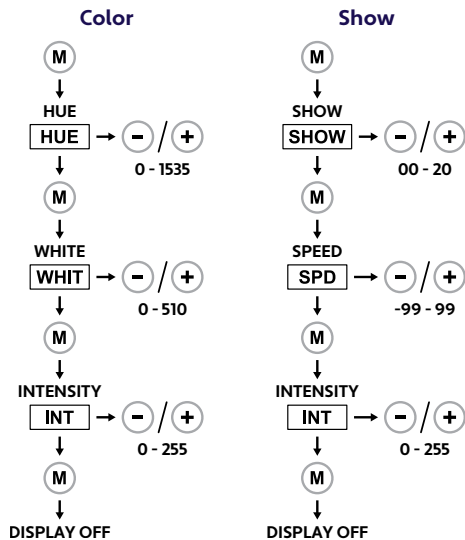 Color
M
HUE
HUE − / +
0 - 1535
M
WHITE
WHIT − / +
0 - 510
M
INTENSITY
INT − / +
0 - 255
M
DISPLAY OFF
Show
M
SHOW
SHOW − / +
00 - 20
M
SPEED
SPD − / +
-99 - 99
M
INTENSITY
INT − / +
0 - 255
M
DISPLAY OFF